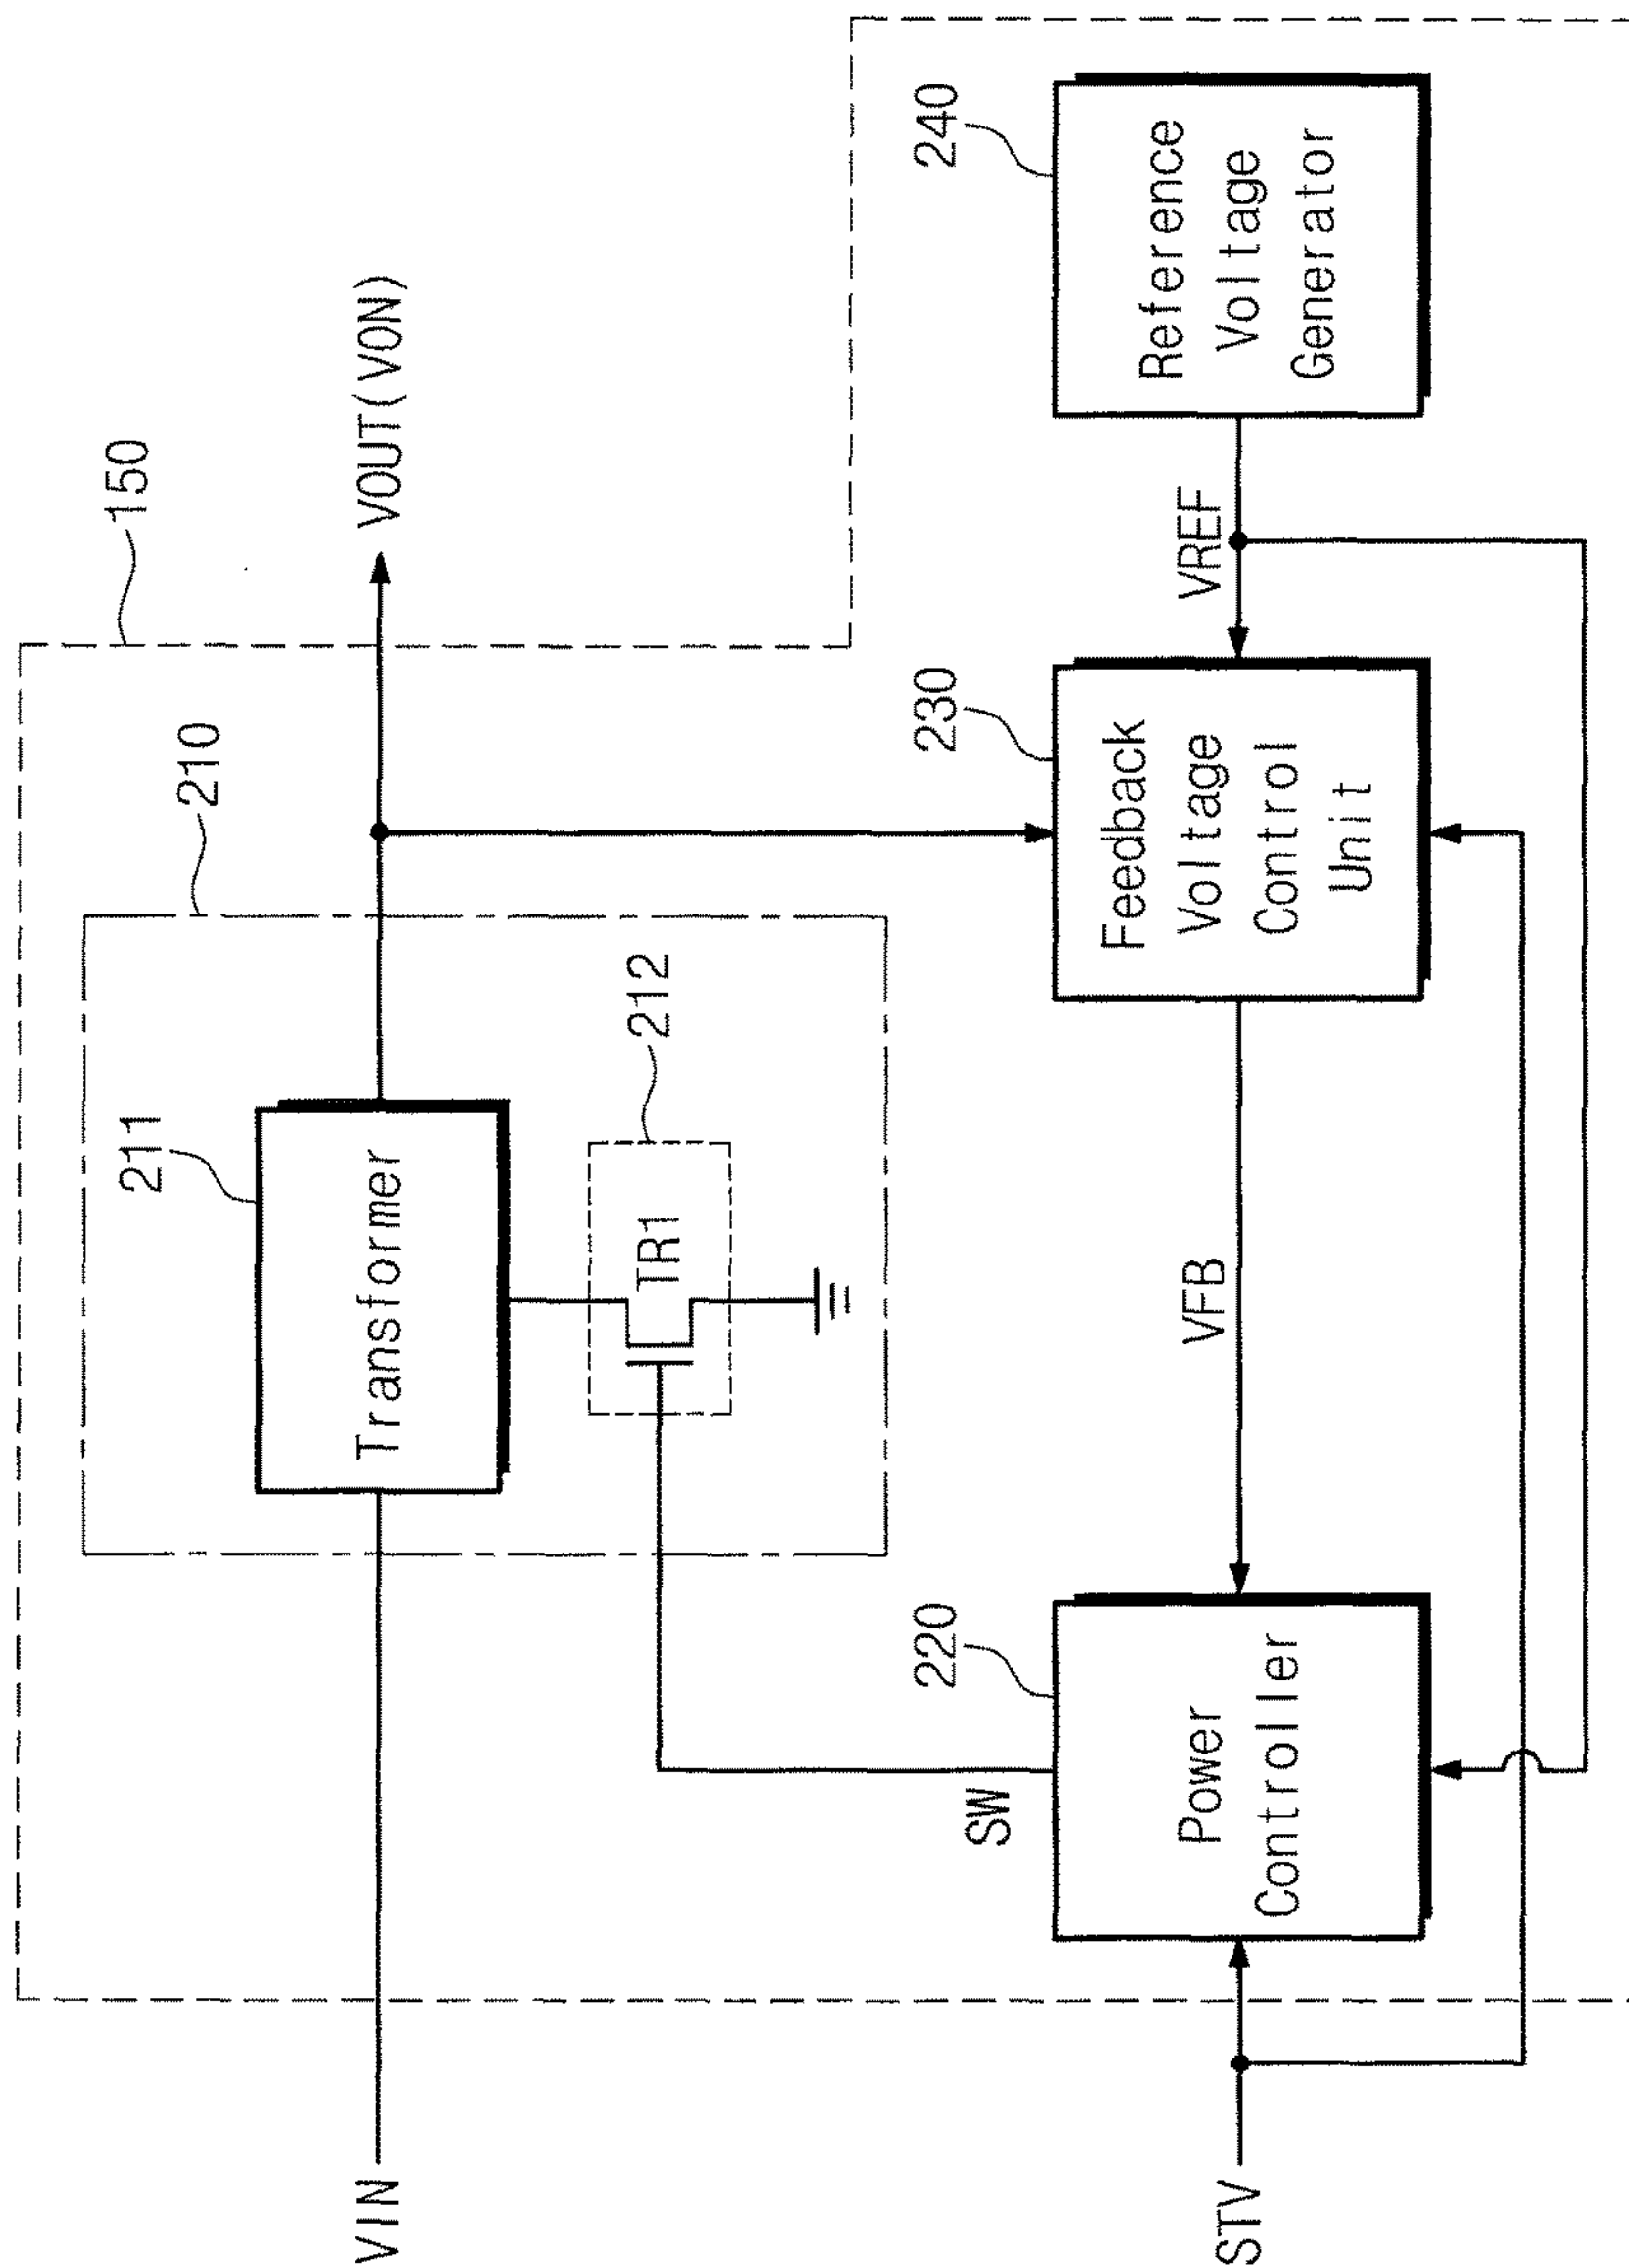 150
210
VOUT(VON)
211
Transformer
212
TR1
VIN
SW
220
Power
Controller
VFB
230
Feedback
Voltage
Control
Unit
VREF
240
Reference
Voltage
Generator
STV